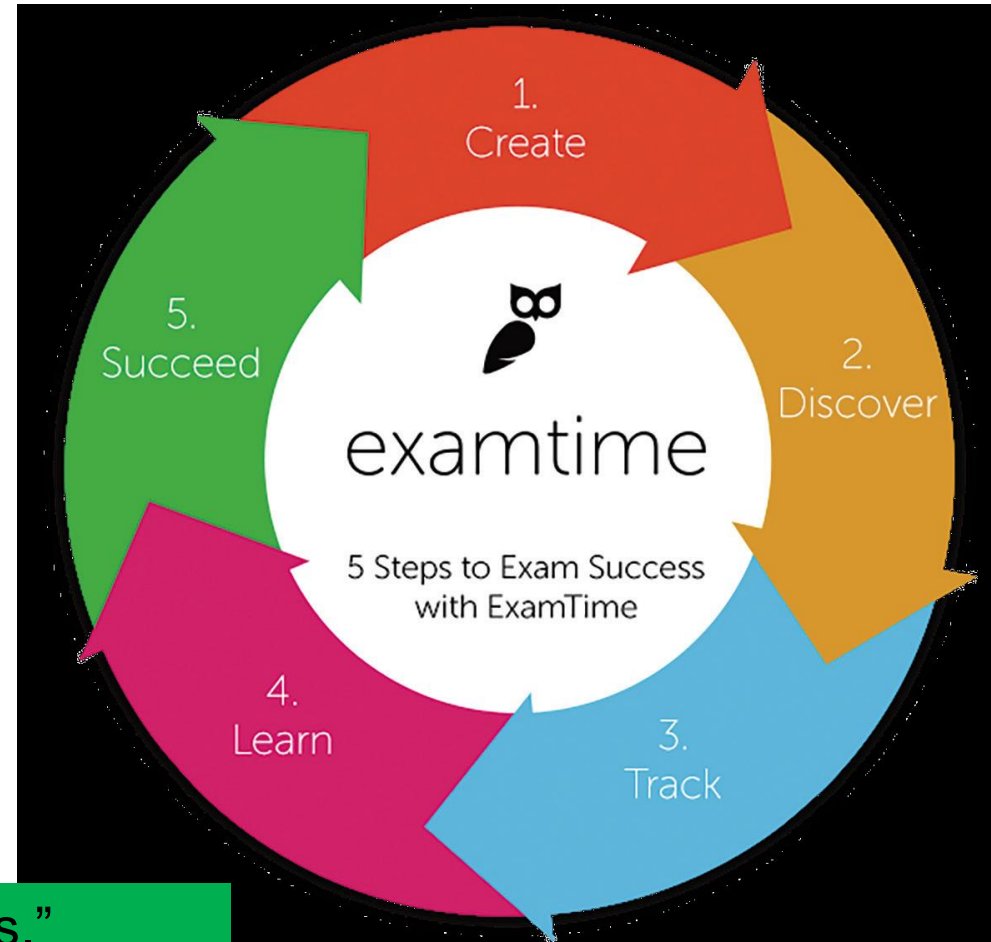 1.
Create
2.
Discover
3.
Track
4.
Learn
5.
Succeed
examtime
5 Steps to Exam Success
with ExamTime
s.”